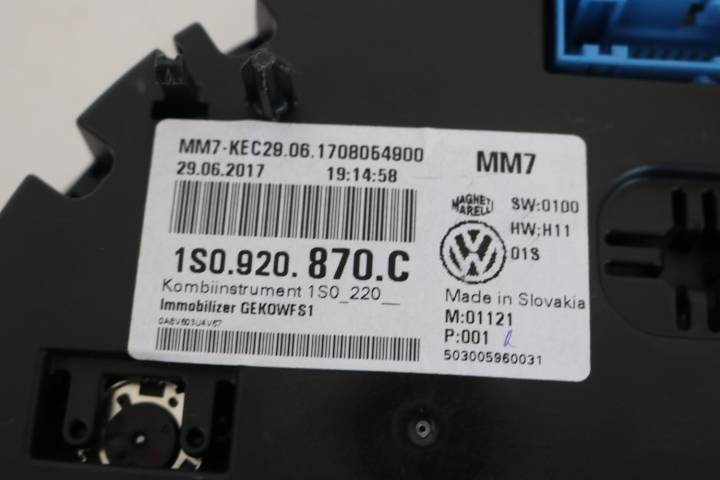 MM7-KEC29.06.1708054900
29.06.2017 19:14:58
MM7
MAGNETI MARELLI
SW:0100
HW:H11
01S
1S0.920.870.C
Kombiinstrument 1S0_220__
Immobilizer GEKOWFS1
Made in Slovakia
M:01121
P:001
503005960031